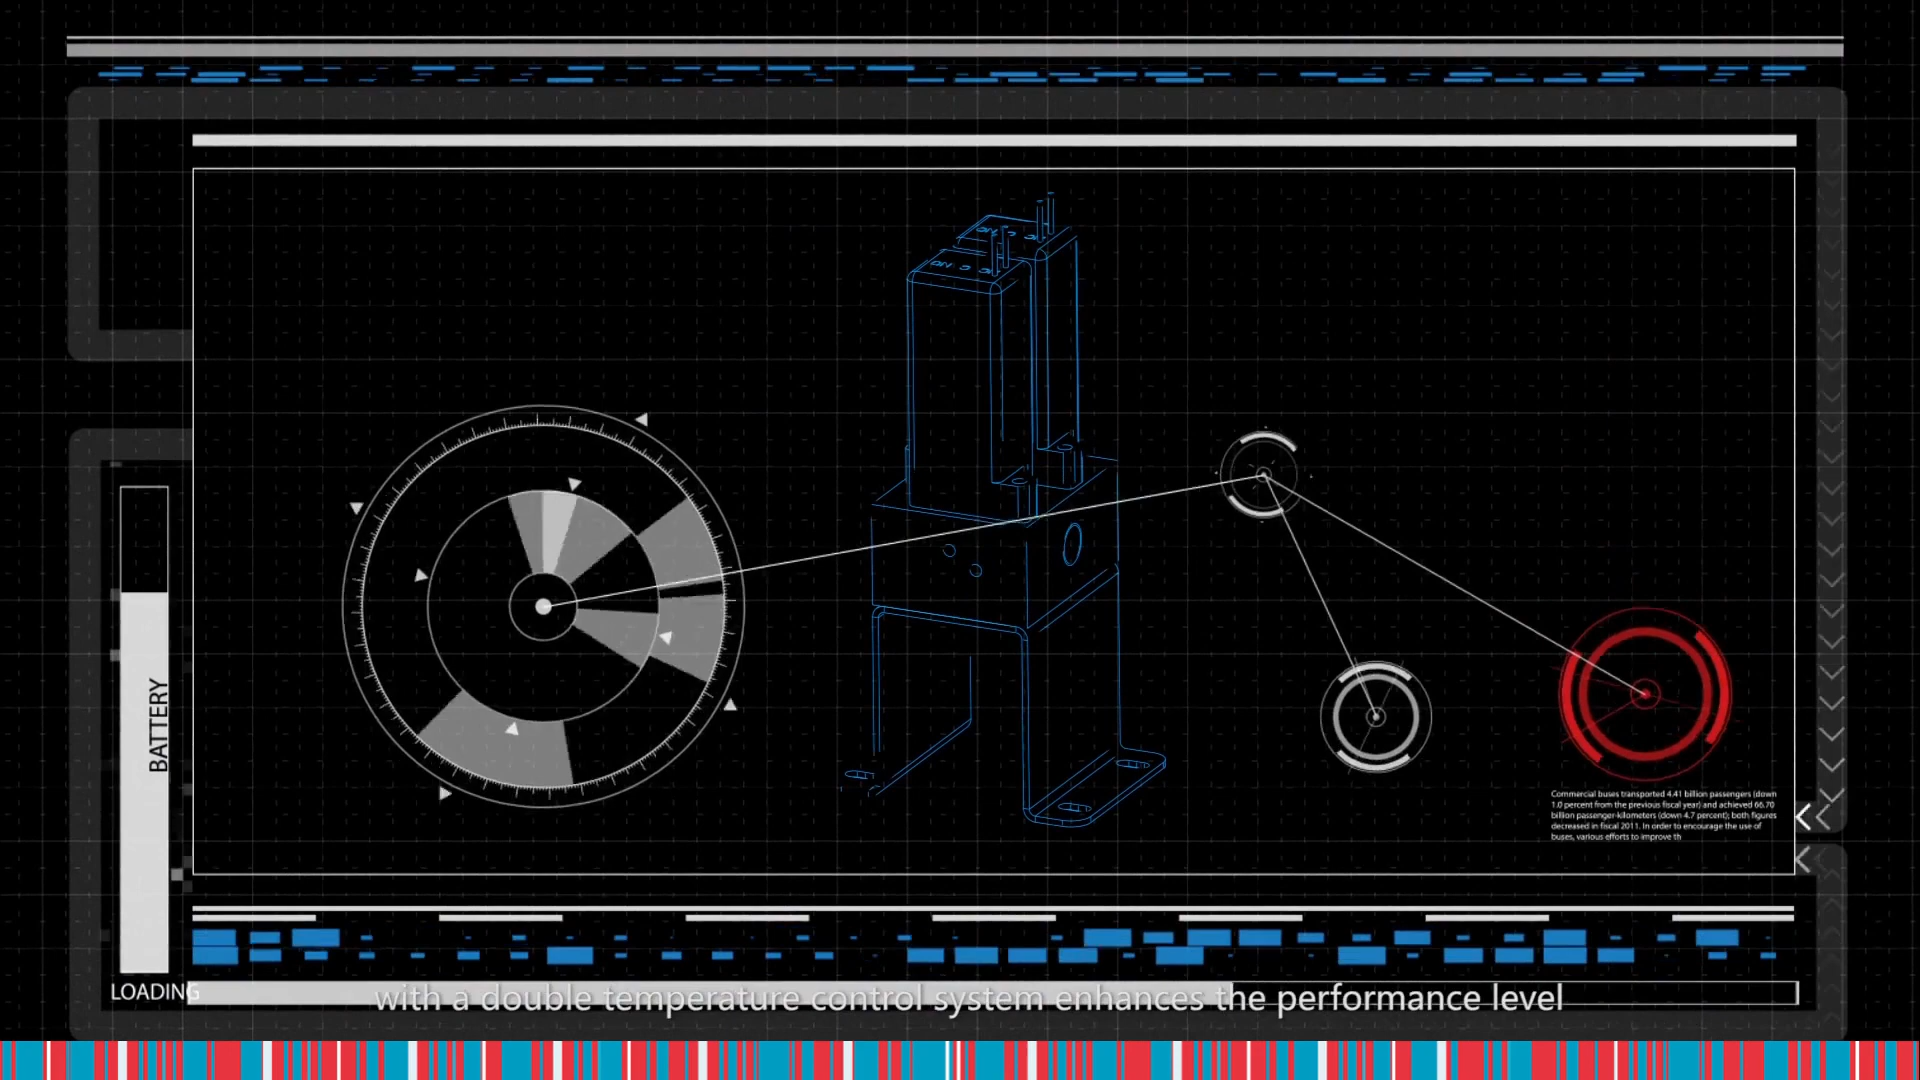 BATTERY
Commercial buses transported 4.41 billion passengers (down
1.0 percent from the previous fiscal year) and achieved 66.70
billion passenger-kilometers (down 4.7 percent); both figures
decreased in fiscal 2011. In order to encourage the use of
buses, various efforts to improve th
LOADING
with a double temperature control system enhances the performance level